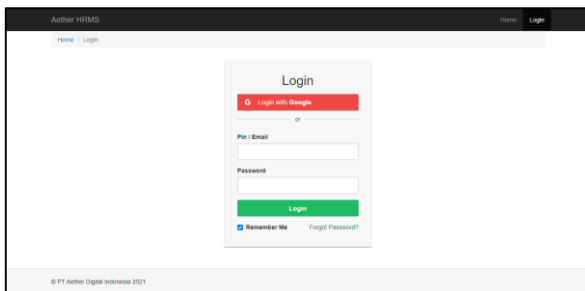 Aether HRMS
Home Login
Home / Login
Login
G Login with Google
or
Pin / Email
Password
Login
Remember Me Forgot Password?
© PT Aether Digital Indonesia 2021